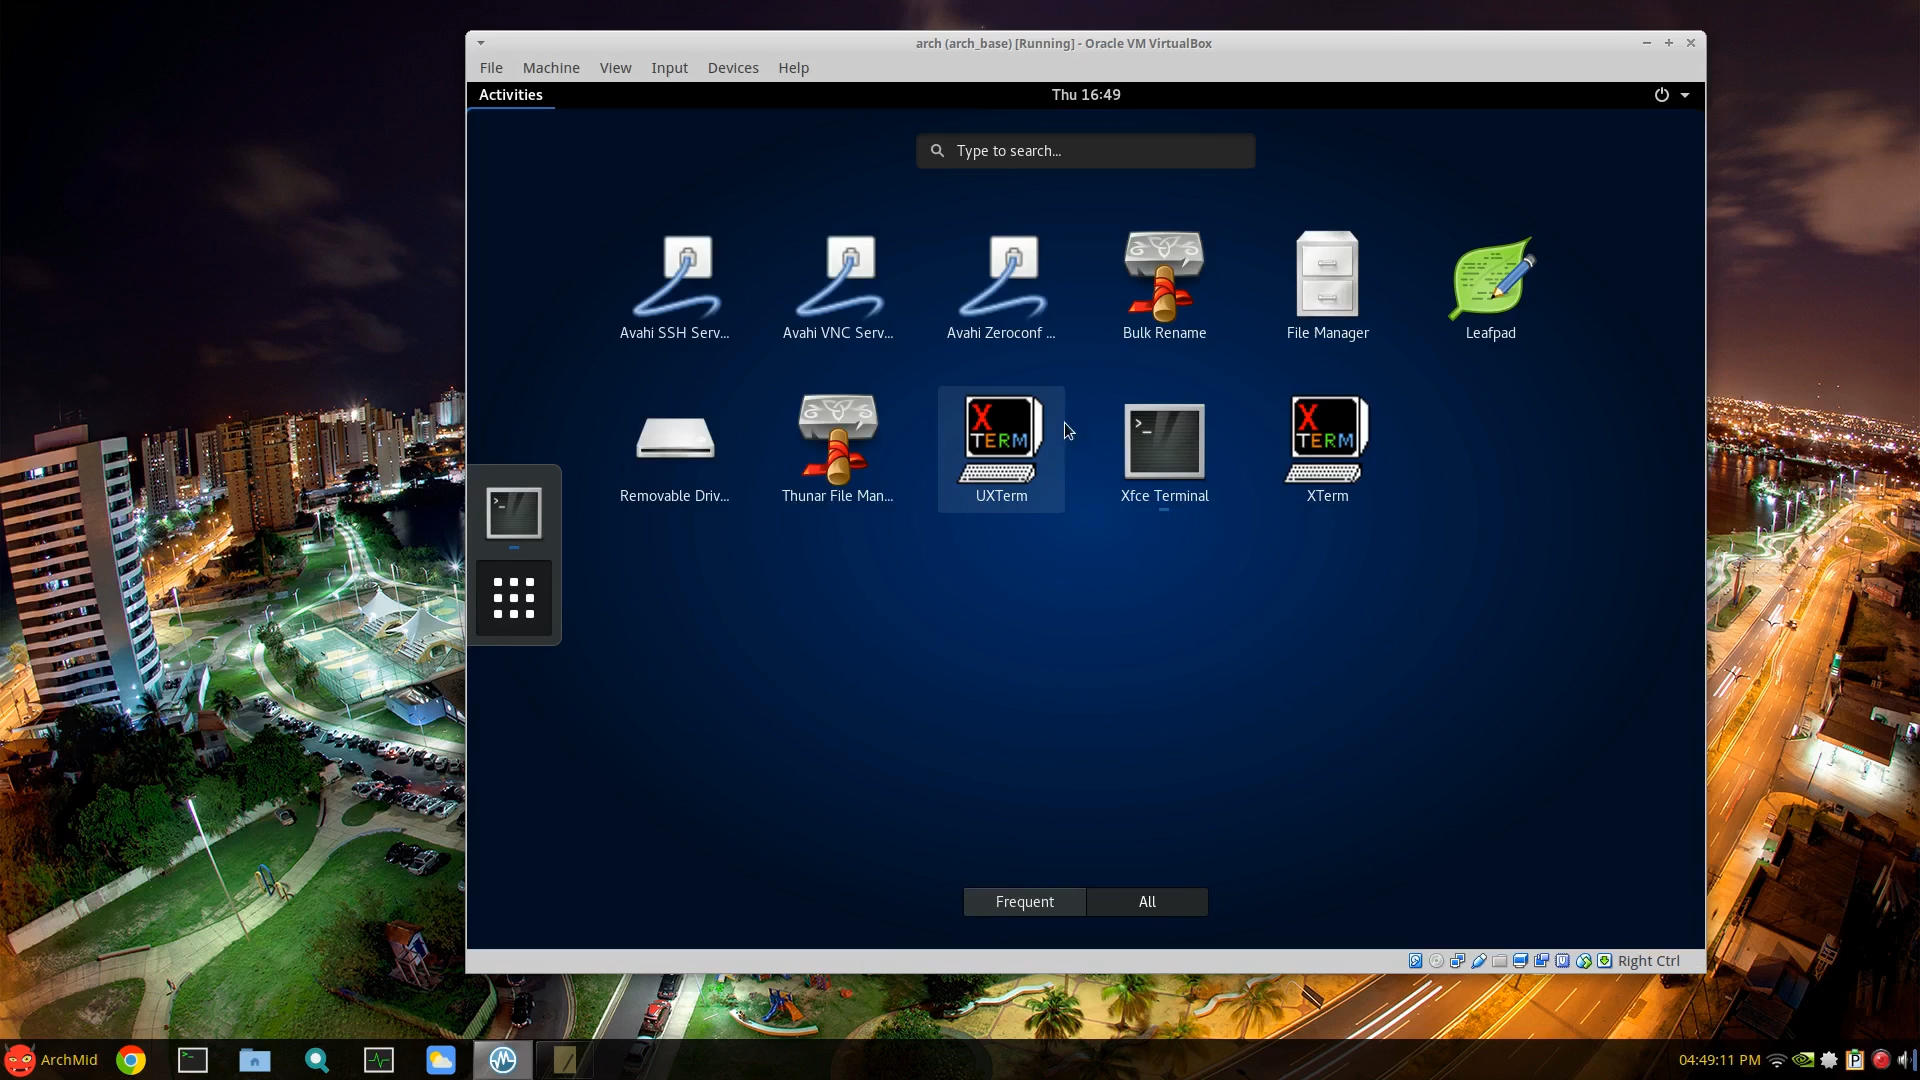 arch (arch_base) [Running] - Oracle VM VirtualBox
File Machine View Input Devices Help
Activities Thu 16:49
Type to search...
Avahi SSH Serv... Avahi VNC Serv... Avahi Zeroconf ... Bulk Rename File Manager Leafpad
X TERM X TERM
Removable Driv... Thunar File Man... UXTerm Xfce Terminal XTerm
Frequent All
Right Ctrl
ArchMid 04:49:11 PM